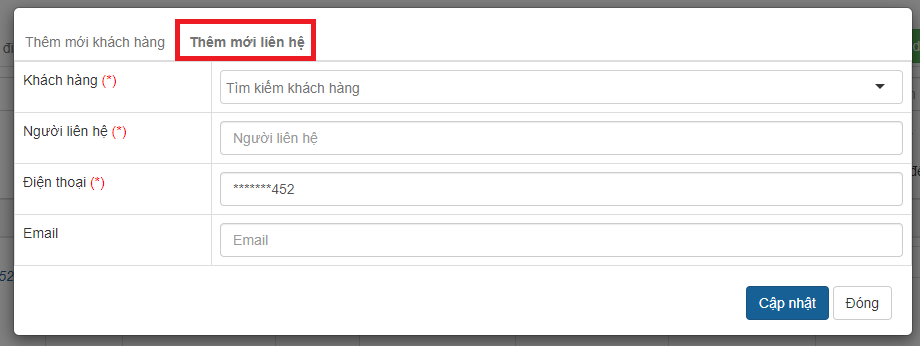 Thêm mới khách hàng Thêm mới liên hệ
Khách hàng (*) Tìm kiếm khách hàng
Người liên hệ (*) Người liên hệ
Điện thoại (*) *******452
Email Email
Cập nhật Đóng